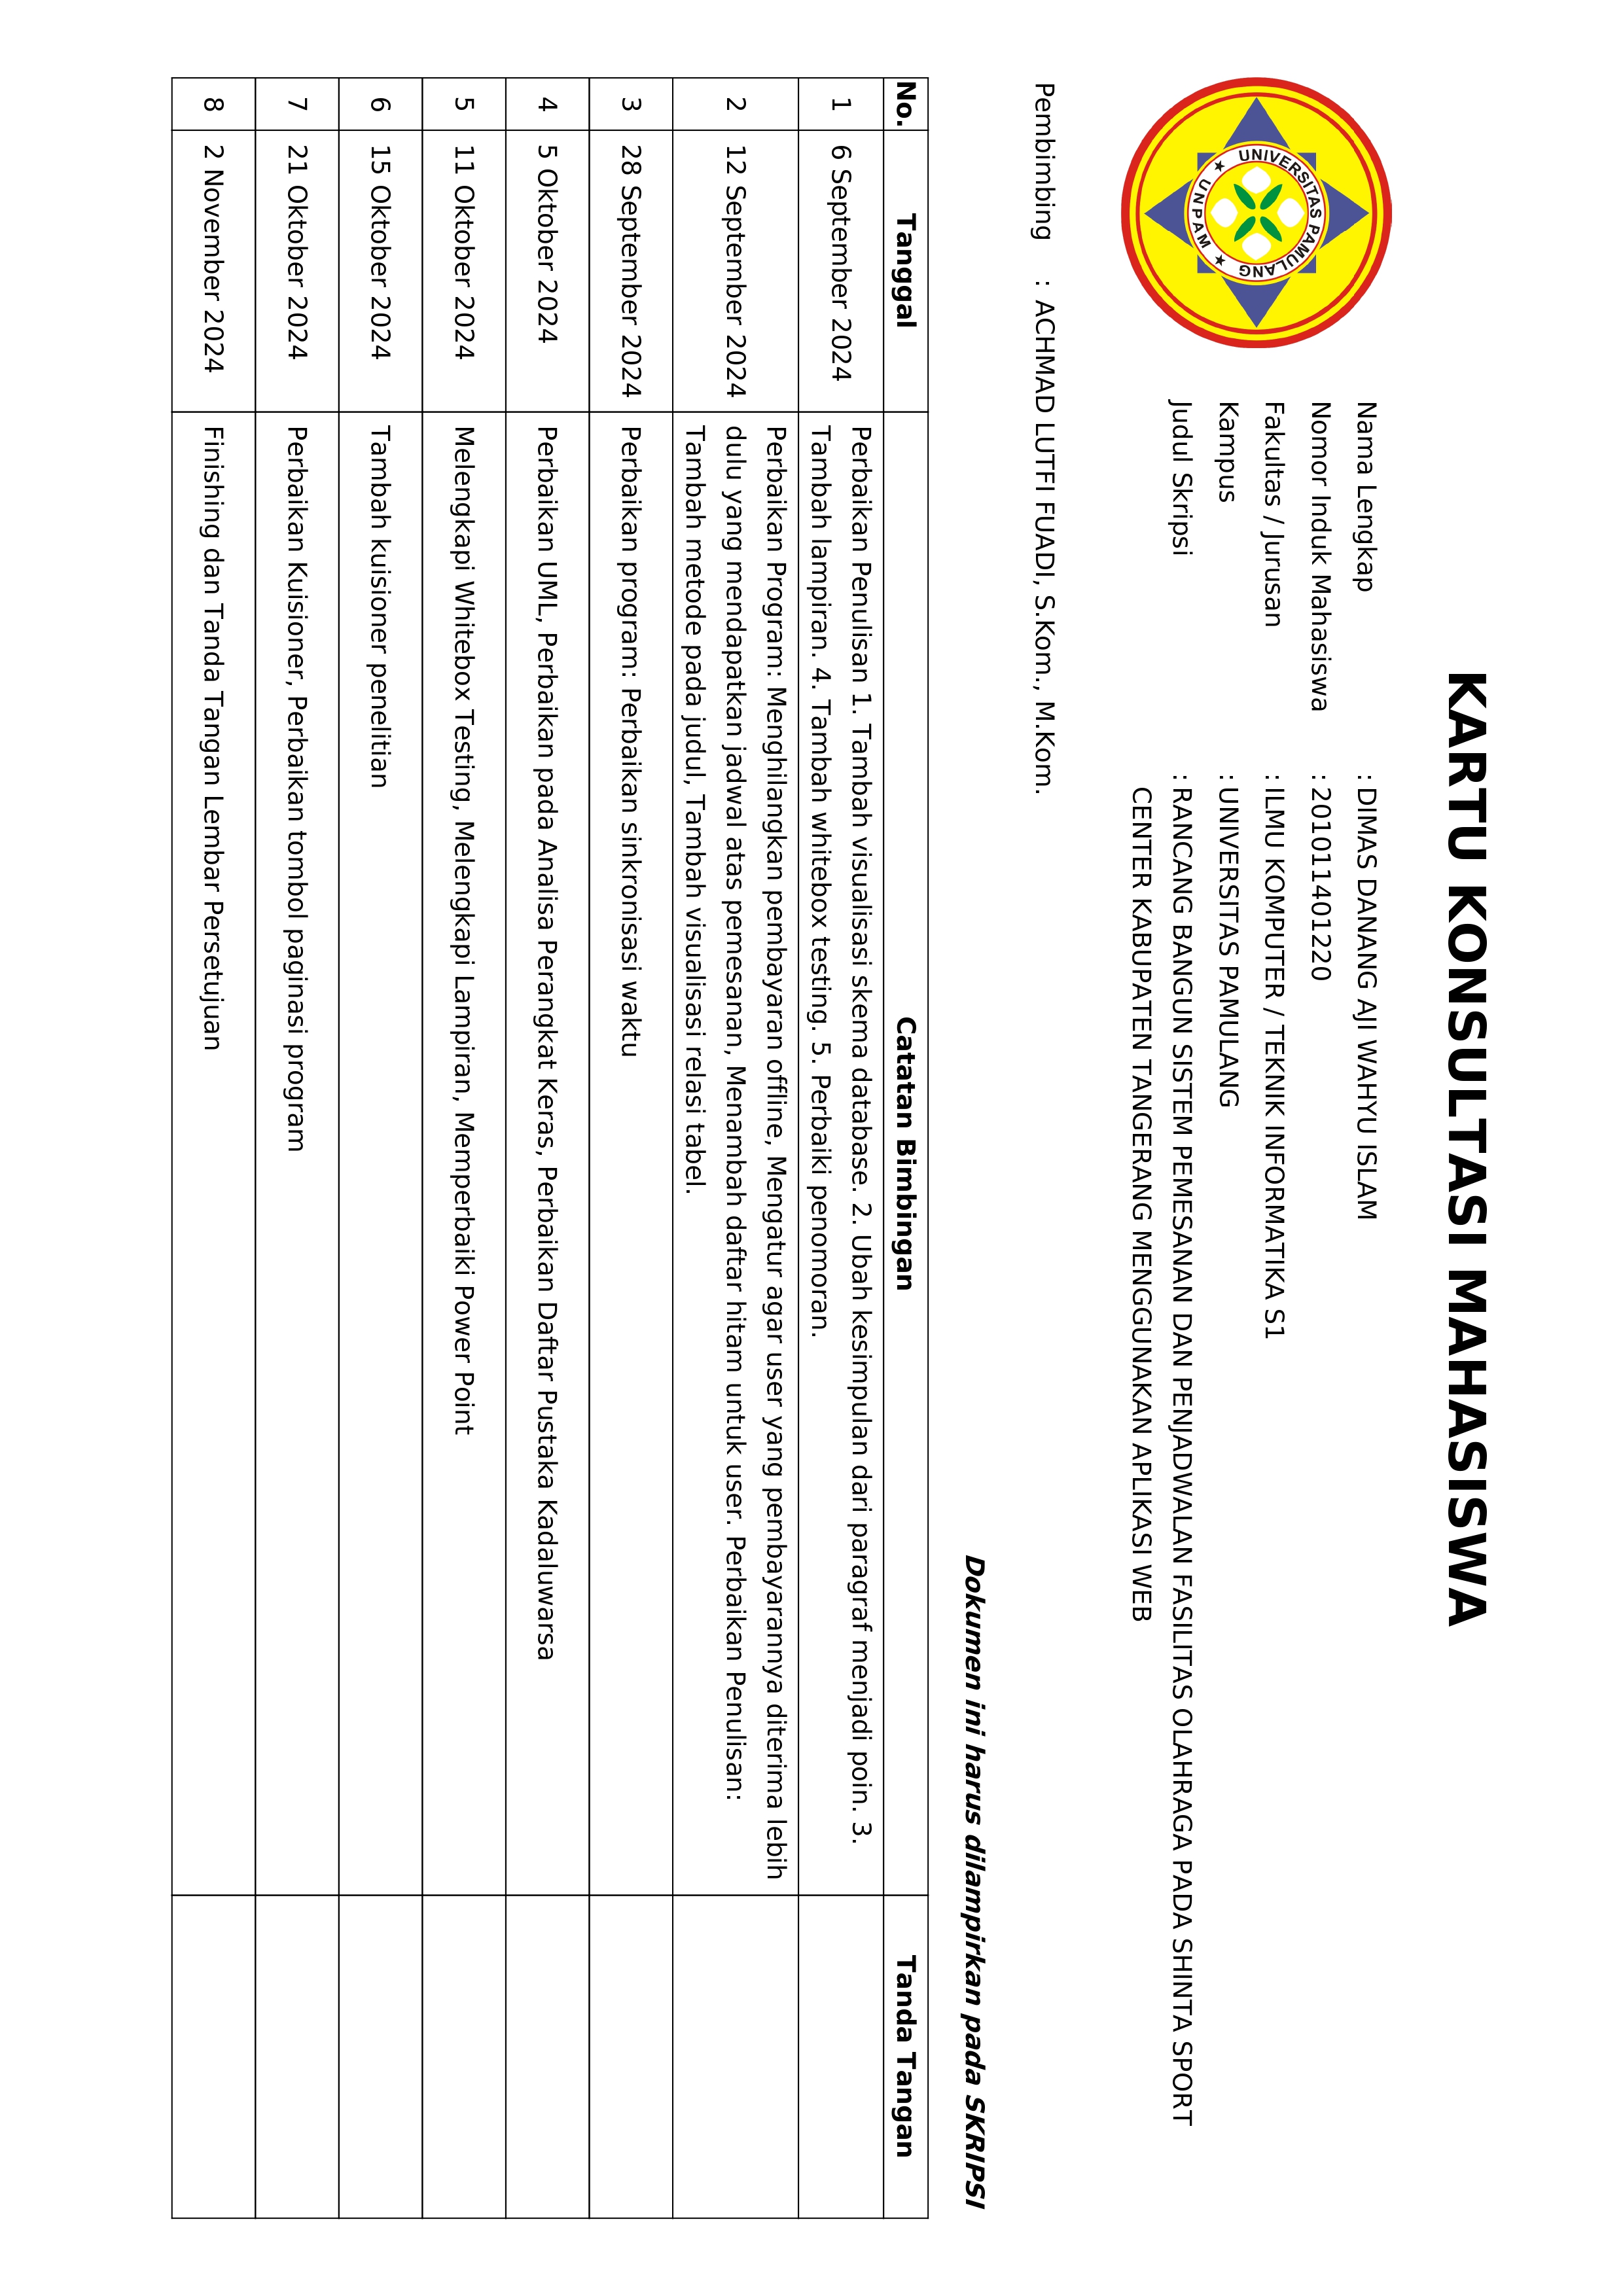 KARTU KONSULTASI MAHASISWA
UNIVERSITAS PAMULANG
★ UNPAM ★
Nama Lengkap : DIMAS DANANG AJI WAHYU ISLAM
Nomor Induk Mahasiswa : 201011401220
Fakultas / Jurusan : ILMU KOMPUTER / TEKNIK INFORMATIKA S1
Kampus : UNIVERSITAS PAMULANG
Judul Skripsi : RANCANG BANGUN SISTEM PEMESANAN DAN PENJADWALAN FASILITAS OLAHRAGA PADA SHINTA SPORT
CENTER KABUPATEN TANGERANG MENGGUNAKAN APLIKASI WEB
Pembimbing : ACHMAD LUTFI FUADI, S.Kom., M.Kom.
Dokumen ini harus dilampirkan pada SKRIPSI
No. Tanggal Catatan Bimbingan Tanda Tangan
1 6 September 2024 Perbaikan Penulisan 1. Tambah visualisasi skema database. 2. Ubah kesimpulan dari paragraf menjadi poin. 3.
Tambah lampiran. 4. Tambah whitebox testing. 5. Perbaiki penomoran.
2 12 September 2024 Perbaikan Program: Menghilangkan pembayaran offline, Mengatur agar user yang pembayarannya diterima lebih
dulu yang mendapatkan jadwal atas pemesanan, Menambah daftar hitam untuk user. Perbaikan Penulisan:
Tambah metode pada judul, Tambah visualisasi relasi tabel.
3 28 September 2024 Perbaikan program: Perbaikan sinkronisasi waktu
4 5 Oktober 2024 Perbaikan UML, Perbaikan pada Analisa Perangkat Keras, Perbaikan Daftar Pustaka Kadaluwarsa
5 11 Oktober 2024 Melengkapi Whitebox Testing, Melengkapi Lampiran, Memperbaiki Power Point
6 15 Oktober 2024 Tambah kuisioner penelitian
7 21 Oktober 2024 Perbaikan Kuisioner, Perbaikan tombol paginasi program
8 2 November 2024 Finishing dan Tanda Tangan Lembar Persetujuan